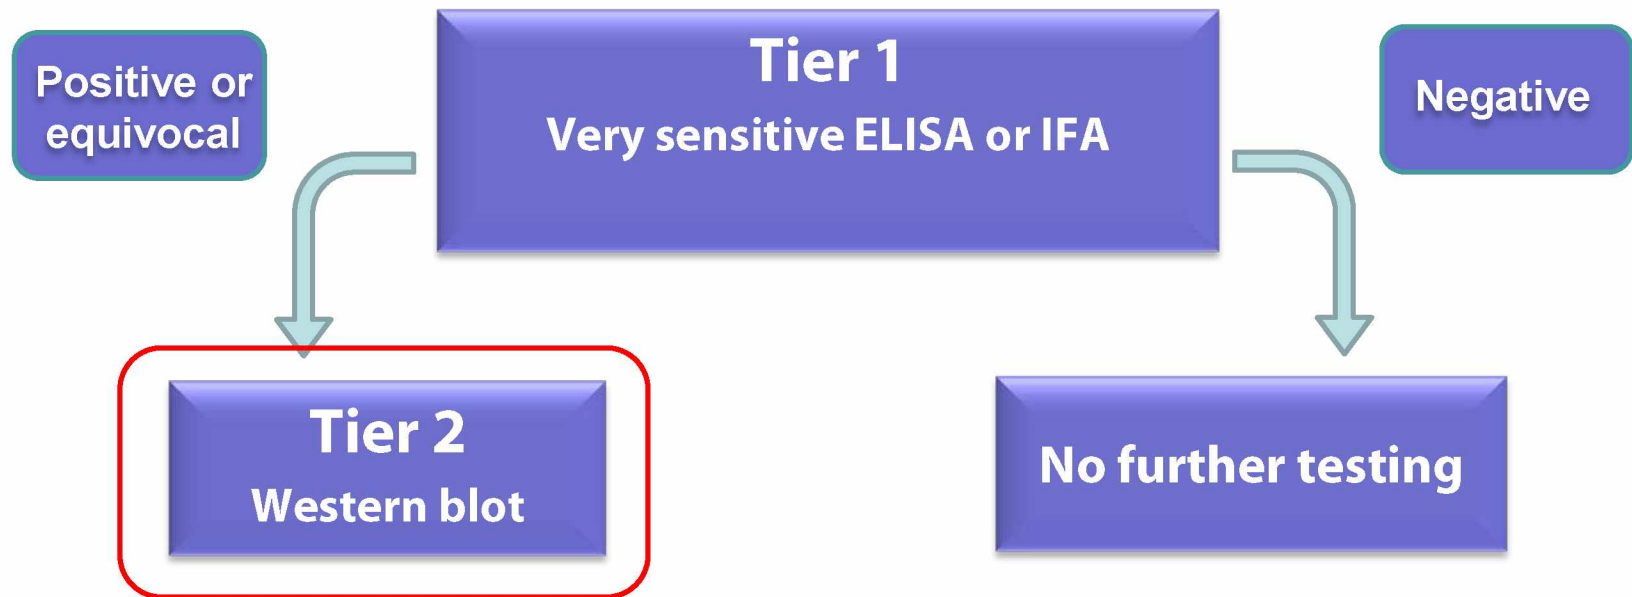 Tier 1
Very sensitive ELISA or IFA
Positive or
equivocal
Negative
Tier 2
Western blot
No further testing